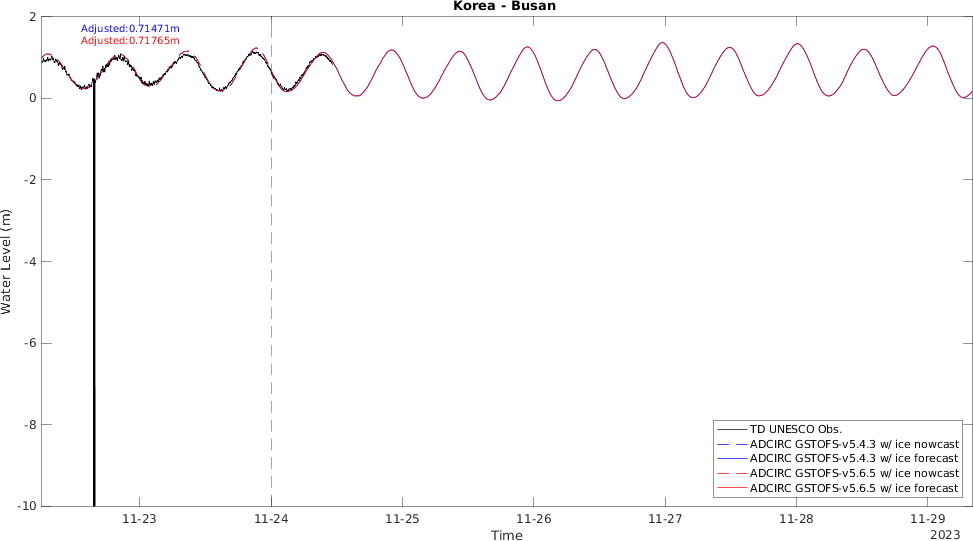 Korea - Busan
Adjusted:0.71471m
Adjusted:0.71765m
2
0
-2
-4
-6
-8
-10
Water Level (m)
TD UNESCO Obs.
ADCIRC GSTOFS-v5.4.3 w/ ice nowcast
ADCIRC GSTOFS-v5.4.3 w/ ice forecast
ADCIRC GSTOFS-v5.6.5 w/ ice nowcast
ADCIRC GSTOFS-v5.6.5 w/ ice forecast
11-23 11-24 11-25 11-26 11-27 11-28 11-29
Time
2023